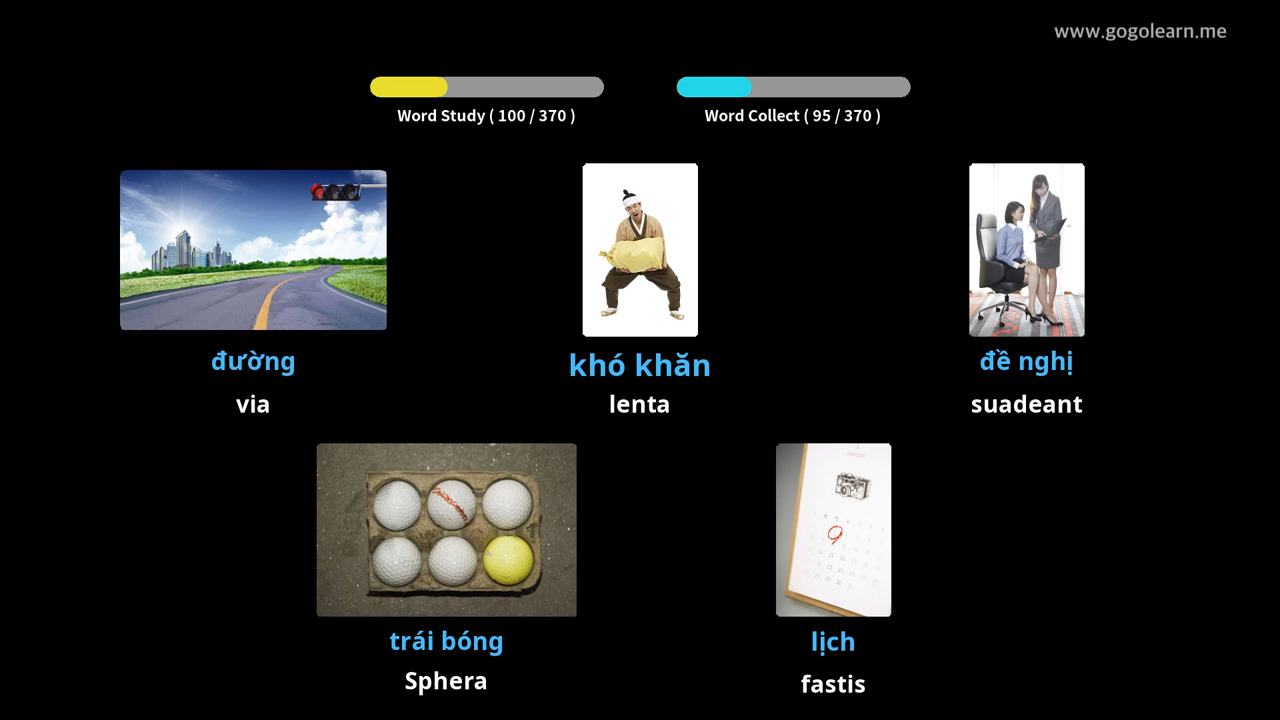 www.gogolearn.me
Word Study ( 100 / 370 )
Word Collect ( 95 / 370 )
đường
via
khó khăn
lenta
đề nghị
suadeant
trái bóng
Sphera
lịch
fastis